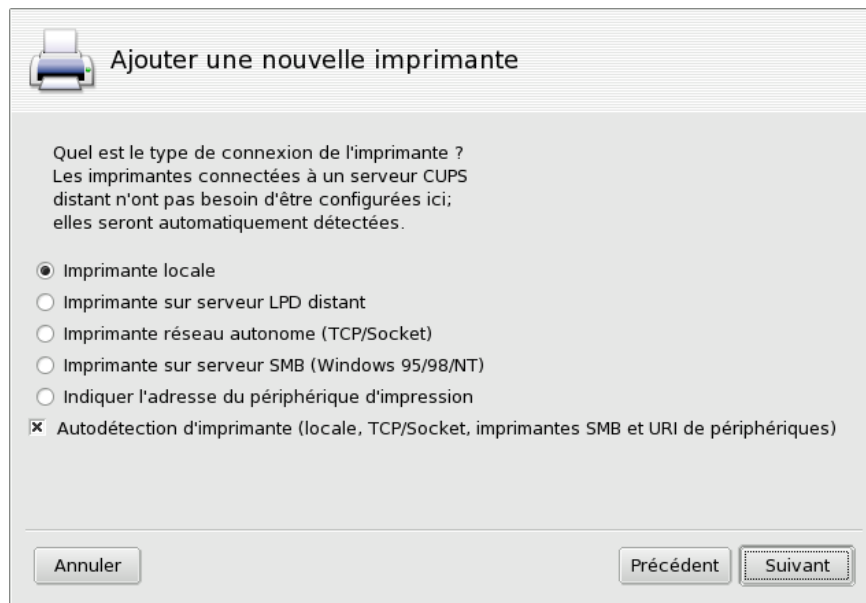 Ajouter une nouvelle imprimante
Quel est le type de connexion de l'imprimante ?
Les imprimantes connectées à un serveur CUPS
distant n'ont pas besoin d'être configurées ici;
elles seront automatiquement détectées.
Imprimante locale
Imprimante sur serveur LPD distant
Imprimante réseau autonome (TCP/Socket)
Imprimante sur serveur SMB (Windows 95/98/NT)
Indiquer l'adresse du périphérique d'impression
Autodétection d'imprimante (locale, TCP/Socket, imprimantes SMB et URI de périphériques)
Annuler
Précédent
Suivant